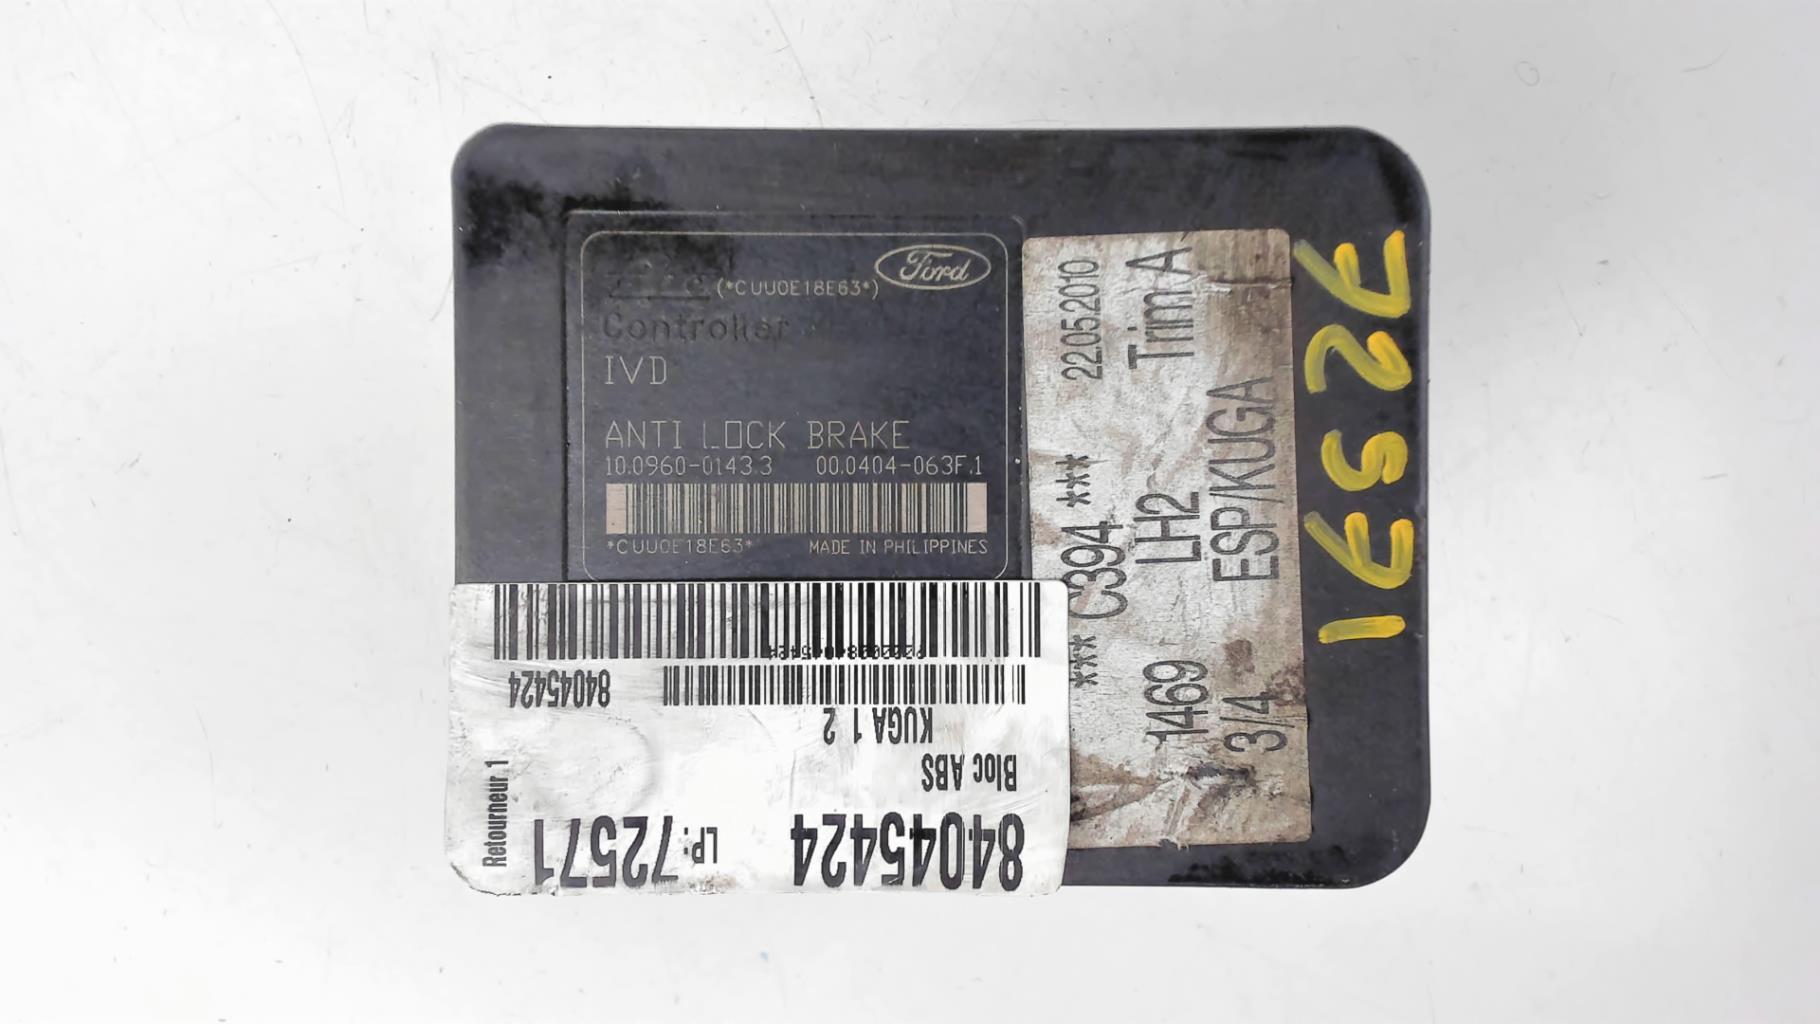 (*CUU0E18E63*)
Ford
Controller
IVD
ANTI LOCK BRAKE
10.0960-0143.3 00.0404-063F.1
*CUU0E18E63*
MADE IN PHILIPPINES
*** C394 *** 22.05.2010
1469 LH2 Trim A
3/4 ESP/KUGA
84045424 LP: 72571
Bloc ABS
KUGA 1 2
84045424
Retourneur 1